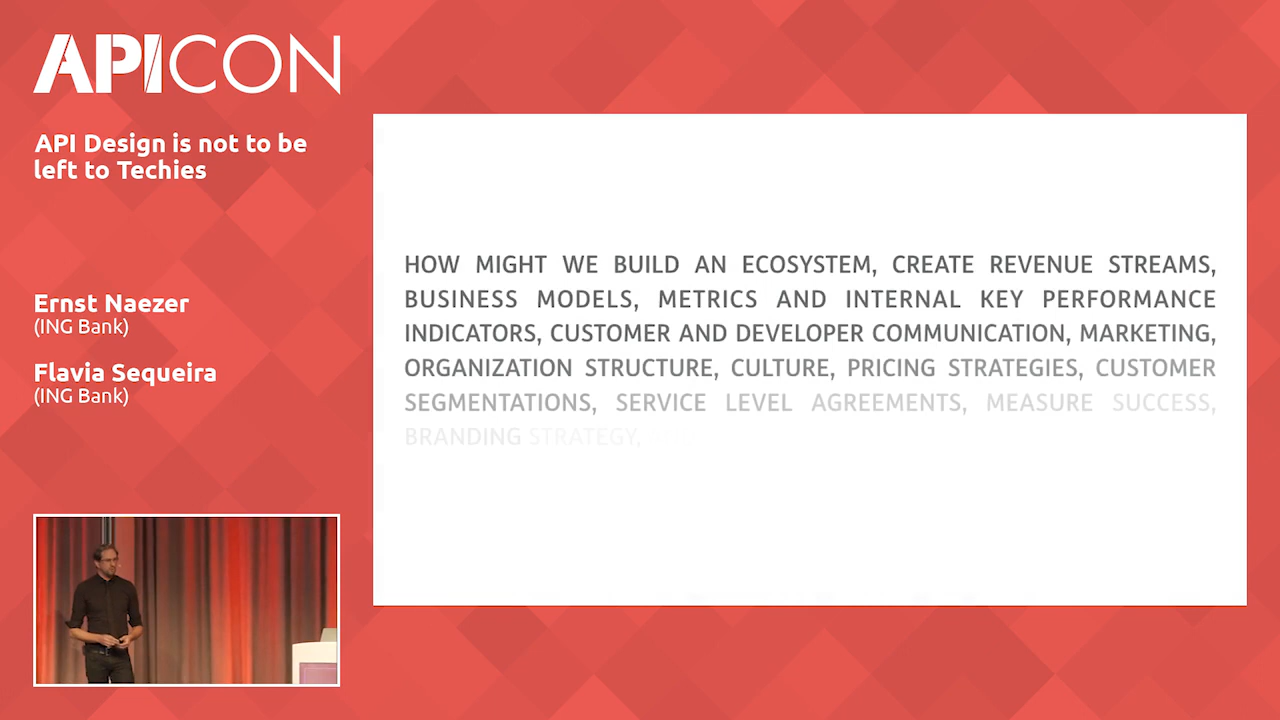 APICON
API Design is not to be
left to Techies
Ernst Naezer
(ING Bank)
Flavia Sequeira
(ING Bank)
HOW MIGHT WE BUILD AN ECOSYSTEM, CREATE REVENUE STREAMS,
BUSINESS MODELS, METRICS AND INTERNAL KEY PERFORMANCE
INDICATORS, CUSTOMER AND DEVELOPER COMMUNICATION, MARKETING,
ORGANIZATION STRUCTURE, CULTURE, PRICING STRATEGIES, CUSTOMER
SEGMENTATIONS, SERVICE LEVEL AGREEMENTS, MEASURE SUCCESS,
BRANDING STRATEGY,